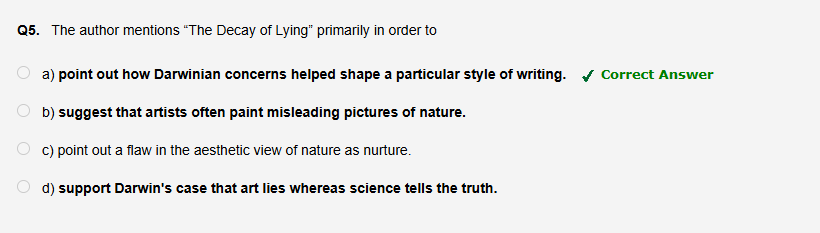 Q5. The author mentions “The Decay of Lying” primarily in order to
a) point out how Darwinian concerns helped shape a particular style of writing. ✓ Correct Answer
b) suggest that artists often paint misleading pictures of nature.
c) point out a flaw in the aesthetic view of nature as nurture.
d) support Darwin's case that art lies whereas science tells the truth.